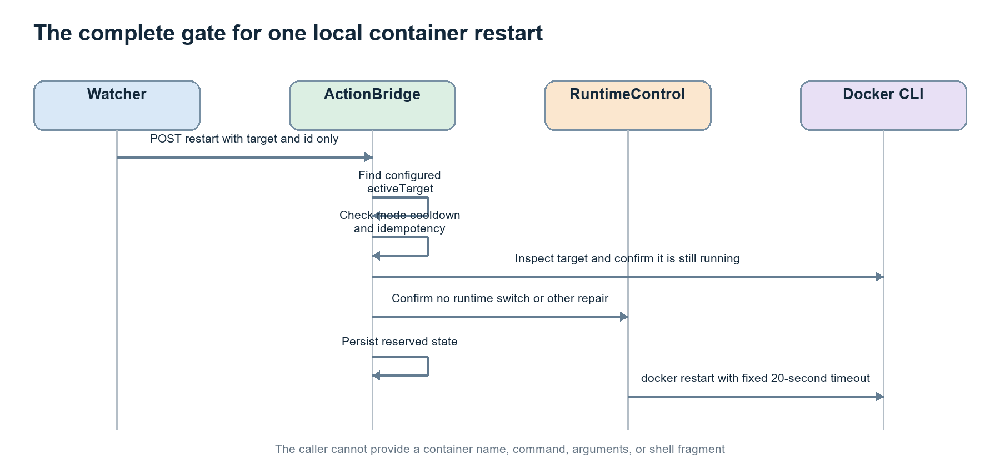 The complete gate for one local container restart
Watcher
ActionBridge
RuntimeControl
Docker CLI
POST restart with target and id only
Find configured
activeTarget
Check mode cooldown
and idempotency
Inspect target and confirm it is still running
Confirm no runtime switch or other repair
Persist reserved state
docker restart with fixed 20-second timeout
The caller cannot provide a container name, command, arguments, or shell fragment